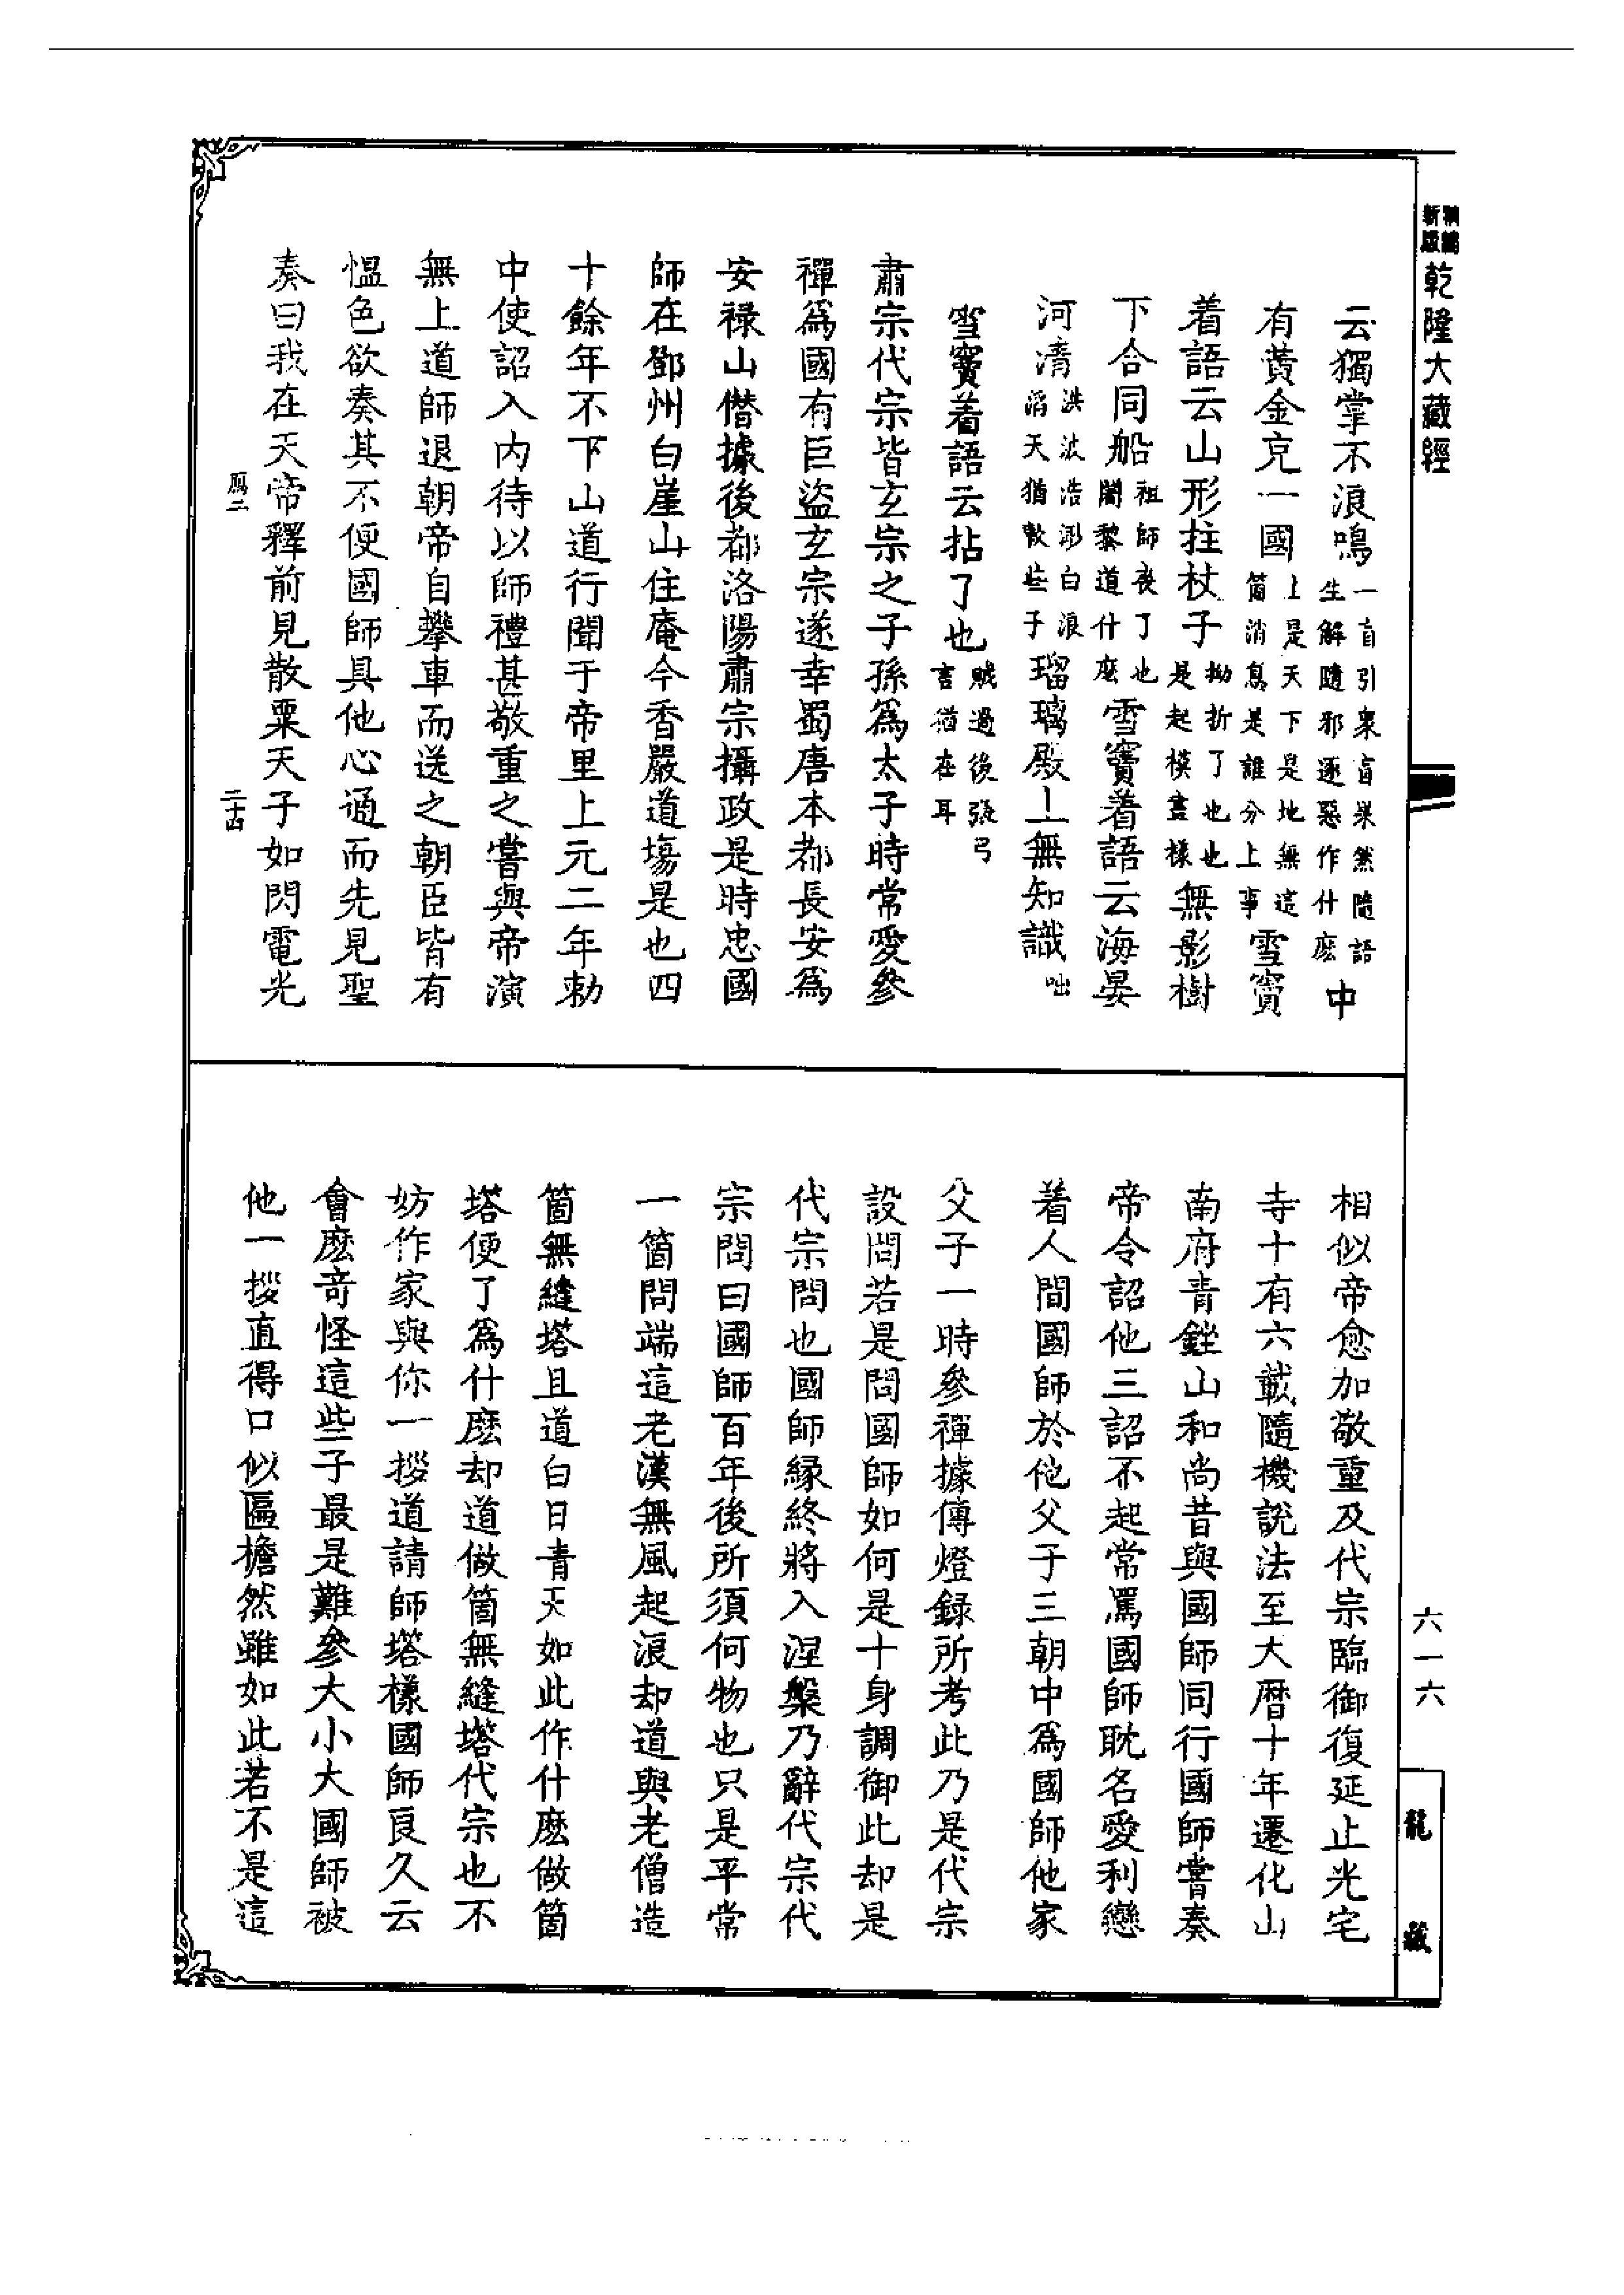 新版
乾隆大藏經
云獨掌不浪鳴一盲引衆盲果然隨語生解隨邪逐惡作什麽中
有黃金充一國上是天下是地無這箇消息是誰分上事雪竇
着語云山形拄杖子拗折了也也是起模畫樣無影樹
下合同船祖師喪了也闍黎道什麽雪竇着語云海晏
河清洪波浩渺白浪滔天猶較些子瑠璃殿上無知識咄
雪竇着語云拈了也賊過後張弓言猶在耳
肅宗代宗皆玄宗之子孫爲太子時常愛參
禪爲國有巨盜玄宗遂幸蜀唐本都長安爲
安祿山僭據後都洛陽肅宗攝政是時忠國
師在鄧州白崖山住庵今香嚴道場是也四
十餘年不下山道行聞于帝里上元二年勅
中使詔入内待以師禮甚敬重之嘗與帝演
無上道師退朝帝自攀車而送之朝臣皆有
慍色欲奏其不便國師具他心通而先見聖
奏曰我在天帝釋前見散粟天子如閃電光
二十四
相似帝愈加敬重及代宗臨御復延止光宅
寺十有六載隨機說法至大曆十年遷化山
南府青銼山和尚昔與國師同行國師嘗奏
帝令詔他三詔不起常罵國師耽名愛利戀
着人間國師於他父子三朝中爲國師他家
父子一時參禪據傳燈錄所考此乃是代宗
設問若是問國師如何是十身調御此却是
代宗問也國師緣終將入涅槃乃辭代宗代
宗問曰國師百年後所須何物也只是平常
一箇問端這老漢無風起浪却道與老僧造
箇無縫塔且道白日青天如此作什麽做箇
塔便了爲什麽却道做箇無縫塔代宗也不
妨作家與你一拶道請師塔樣國師良久云
會麽奇怪這些子最是難參大小大國師被
他一拶直得口似匾擔然雖如此若不是這
六一六
龍藏